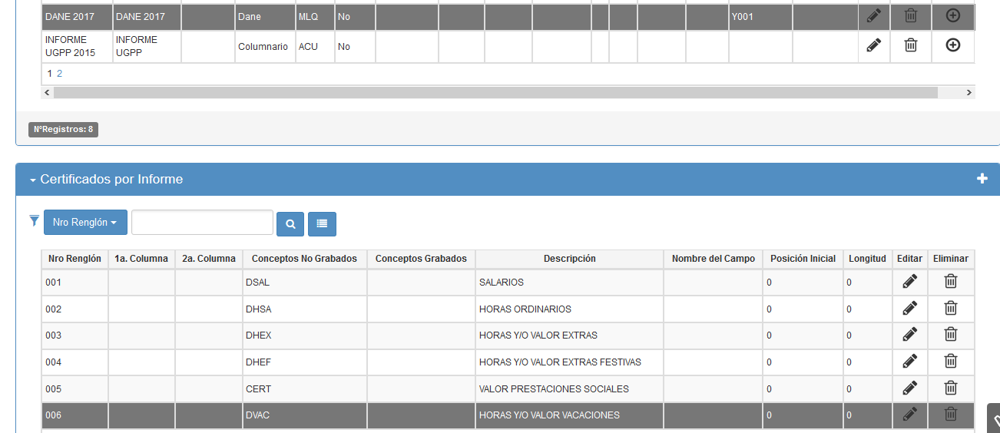 DANE 2017 DANE 2017 Dane MLQ No Y001
INFORME UGPP 2015 INFORME UGPP Columnario ACU No
1 2
NºRegistros: 8
Certificados por Informe
Nro Renglón
Nro Renglón 1a. Columna 2a. Columna Conceptos No Grabados Conceptos Grabados Descripción Nombre del Campo Posición Inicial Longitud Editar Eliminar
001 DSAL SALARIOS 0 0
002 DHSA HORAS ORDINARIOS 0 0
003 DHEX HORAS Y/O VALOR EXTRAS 0 0
004 DHEF HORAS Y/O VALOR EXTRAS FESTIVAS 0 0
005 CERT VALOR PRESTACIONES SOCIALES 0 0
006 DVAC HORAS Y/O VALOR VACACIONES 0 0